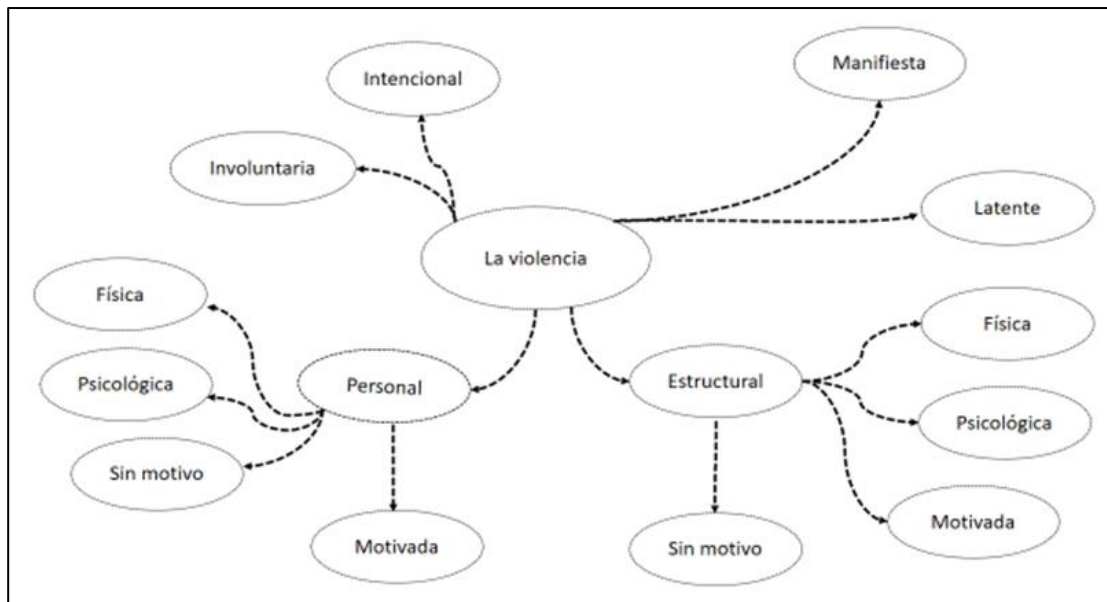 Intencional
Manifiesta
Involuntaria
Latente
La violencia
Física
Física
Psicológica
Personal
Estructural
Psicológica
Sin motivo
Motivada
Motivada
Sin motivo